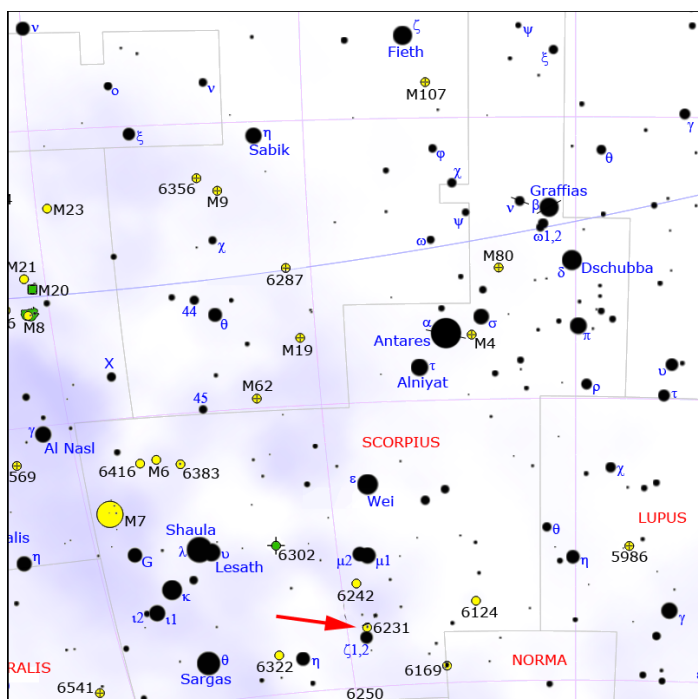 ν
ζ
Fieth
ψ
ξ
M107
ο
ν
γ
ξ
η
Sabik
φ
θ
χ
6356
M9
Graffias
ν
β
M23
ψ
ω1,2
χ
ω
M80
Dschubba
δ
M21
6287
M20
44
θ
α
σ
M8
Antares
M4
π
M19
τ
υ
X
Alniyat
ρ
M62
τ
45
γ
Al Nasl
SCORPIUS
569
6416
M6
6383
χ
ε
Wei
M7
LUPUS
alis
Shaula
θ
λ
υ
6302
5986
η
G
Lesath
μ2
μ1
η
κ
6242
6124
ι2
ι1
6231
γ
ζ1,2
RALIS
θ
6322
η
6169
NORMA
Sargas
6541
6250